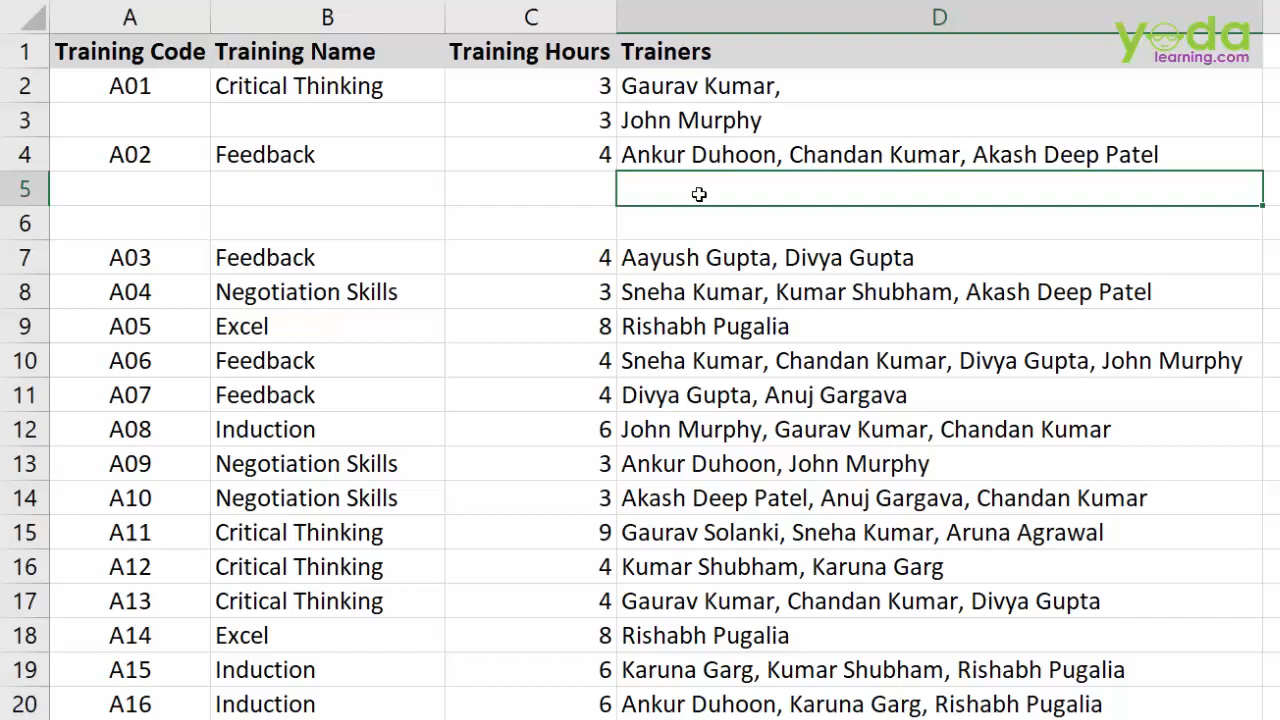 A B C D
yoda
learning.com
1 Training Code Training Name Training Hours Trainers
2 A01 Critical Thinking 3 Gaurav Kumar,
3 3 John Murphy
4 A02 Feedback 4 Ankur Duhoon, Chandan Kumar, Akash Deep Patel
5
6
7 A03 Feedback 4 Aayush Gupta, Divya Gupta
8 A04 Negotiation Skills 3 Sneha Kumar, Kumar Shubham, Akash Deep Patel
9 A05 Excel 8 Rishabh Pugalia
10 A06 Feedback 4 Sneha Kumar, Chandan Kumar, Divya Gupta, John Murphy
11 A07 Feedback 4 Divya Gupta, Anuj Gargava
12 A08 Induction 6 John Murphy, Gaurav Kumar, Chandan Kumar
13 A09 Negotiation Skills 3 Ankur Duhoon, John Murphy
14 A10 Negotiation Skills 3 Akash Deep Patel, Anuj Gargava, Chandan Kumar
15 A11 Critical Thinking 9 Gaurav Solanki, Sneha Kumar, Aruna Agrawal
16 A12 Critical Thinking 4 Kumar Shubham, Karuna Garg
17 A13 Critical Thinking 4 Gaurav Kumar, Chandan Kumar, Divya Gupta
18 A14 Excel 8 Rishabh Pugalia
19 A15 Induction 6 Karuna Garg, Kumar Shubham, Rishabh Pugalia
20 A16 Induction 6 Ankur Duhoon, Karuna Garg, Rishabh Pugalia